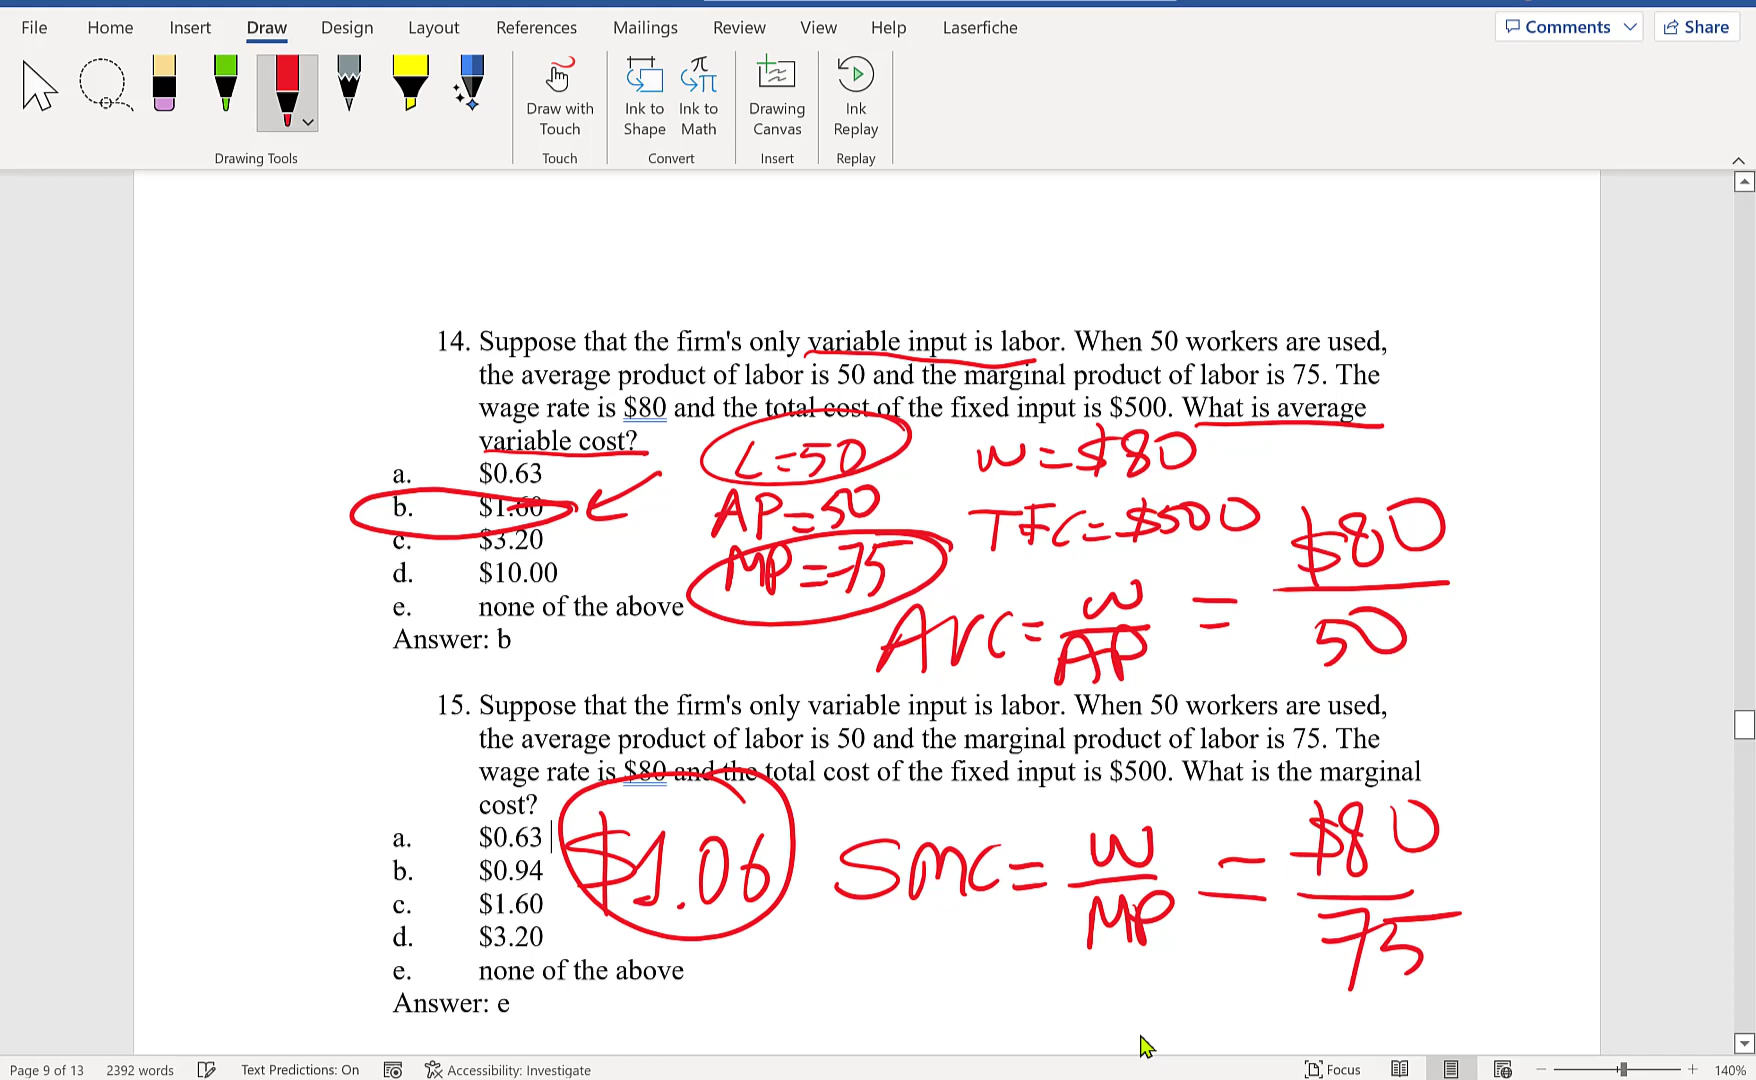 File Home Insert Draw Design Layout References Mailings Review View Help Laserfiche Comments Share
Draw with Touch
Ink to Shape
Ink to Math
Drawing Canvas
Ink Replay
Drawing Tools Touch Convert Insert Replay
14. Suppose that the firm's only variable input is labor. When 50 workers are used,
the average product of labor is 50 and the marginal product of labor is 75. The
wage rate is $80 and the total cost of the fixed input is $500. What is average
variable cost?
a. $0.63
b. $1.60
c. $3.20
d. $10.00
e. none of the above
Answer: b
L=50
AP=50
MP=75
W=$80
TFC=$500
AVC=W/AP = $80/50
15. Suppose that the firm's only variable input is labor. When 50 workers are used,
the average product of labor is 50 and the marginal product of labor is 75. The
wage rate is $80 and the total cost of the fixed input is $500. What is the marginal
cost?
a. $0.63
b. $0.94
c. $1.60
d. $3.20
e. none of the above
Answer: e
$1.06
SMC=W/MP = $80/75
Page 9 of 13 2392 words Text Predictions: On Accessibility: Investigate Focus 140%